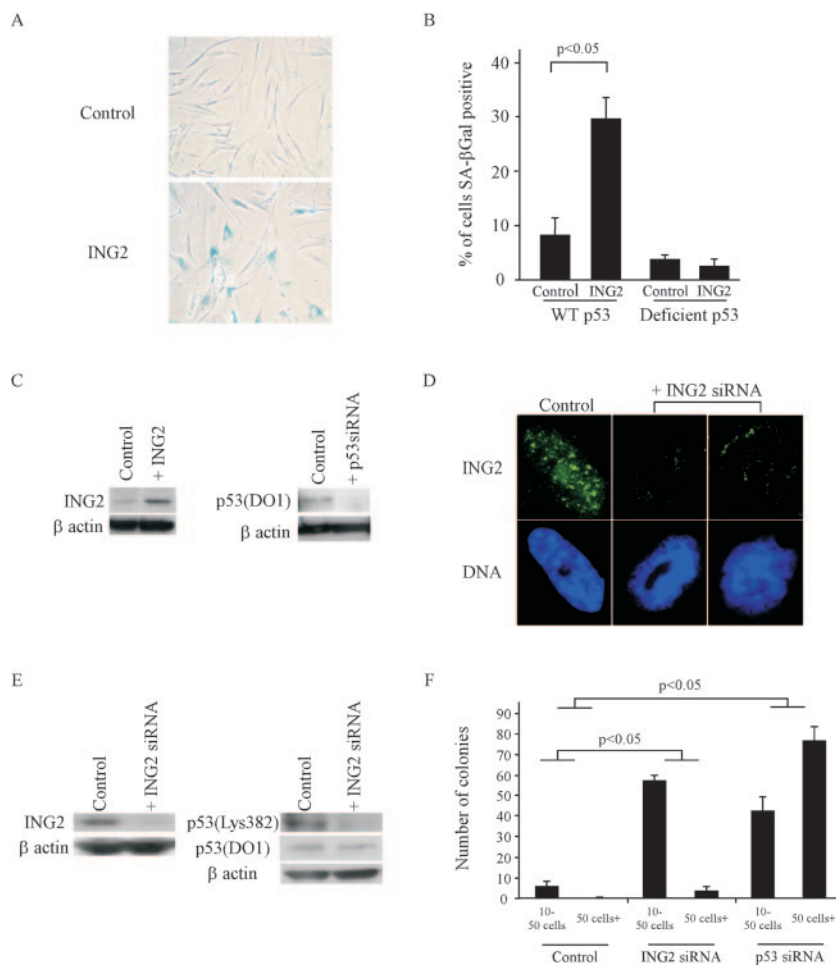 A
Control
ING2
B
p<0.05
% of cells SA-βGal positive
40
30
20
10
0
Control ING2 Control ING2
WT p53 Deficient p53
C
Control
+ ING2
ING2
β actin
Control
+ p53siRNA
p53(DO1)
β actin
D
+ ING2 siRNA
Control
ING2
DNA
E
Control
+ ING2 siRNA
ING2
β actin
Control
+ ING2 siRNA
p53(Lys382)
p53(DO1)
β actin
F
p<0.05
p<0.05
Number of colonies
90
80
70
60
50
40
30
20
10
0
10-
50 cells
50 cells+
10-
50 cells
50 cells+
10-
50 cells
50 cells+
Control ING2 siRNA p53 siRNA